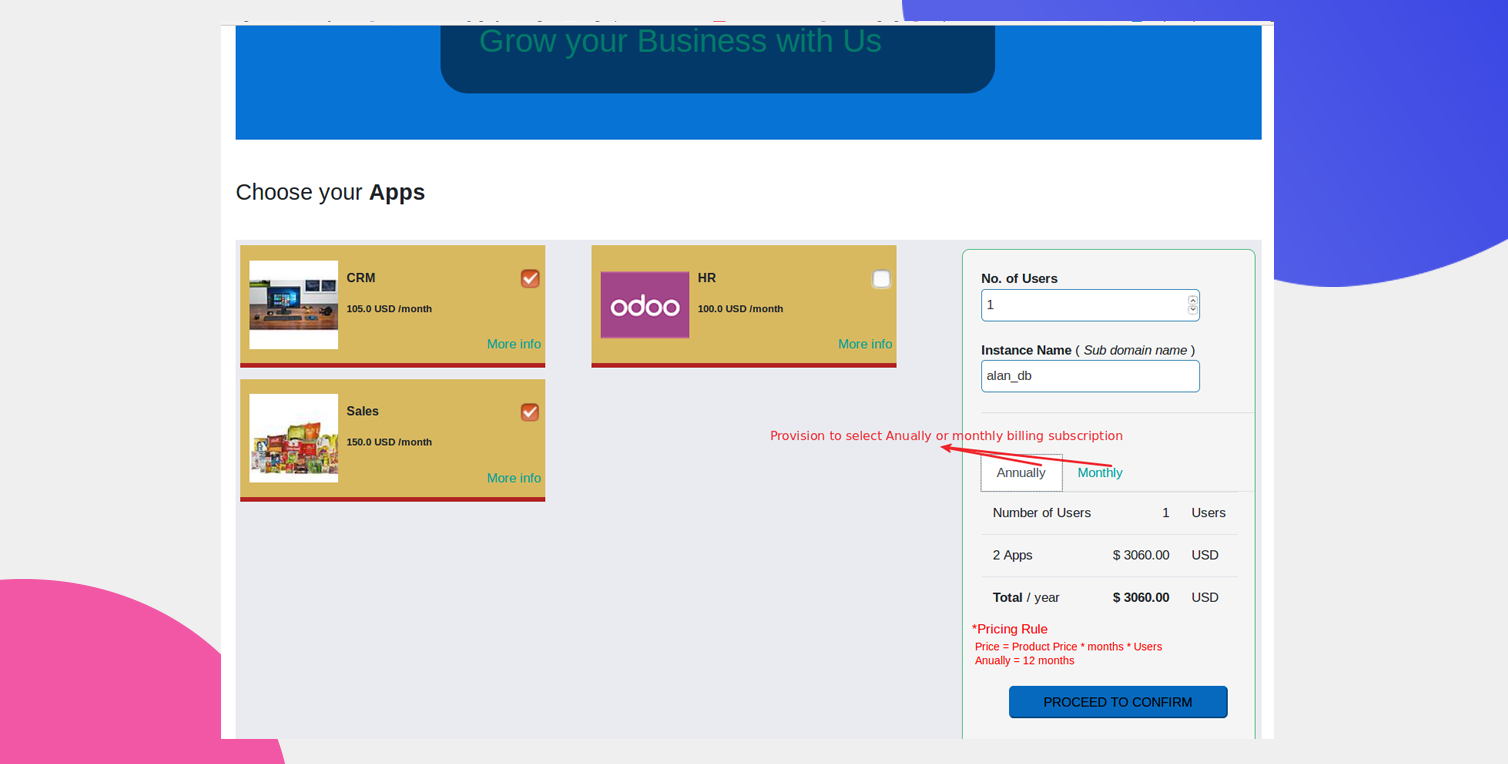 Grow your Business with Us
Choose your Apps
CRM
105.0 USD /month
More info
odoo
HR
100.0 USD /month
More info
Sales
150.0 USD /month
More info
No. of Users
1
Instance Name ( Sub domain name )
alan_db
Provision to select Anually or monthly billing subscription
Annually Monthly
Number of Users 1 Users
2 Apps $ 3060.00 USD
Total / year $ 3060.00 USD
*Pricing Rule
Price = Product Price * months * Users
Anually = 12 months
PROCEED TO CONFIRM